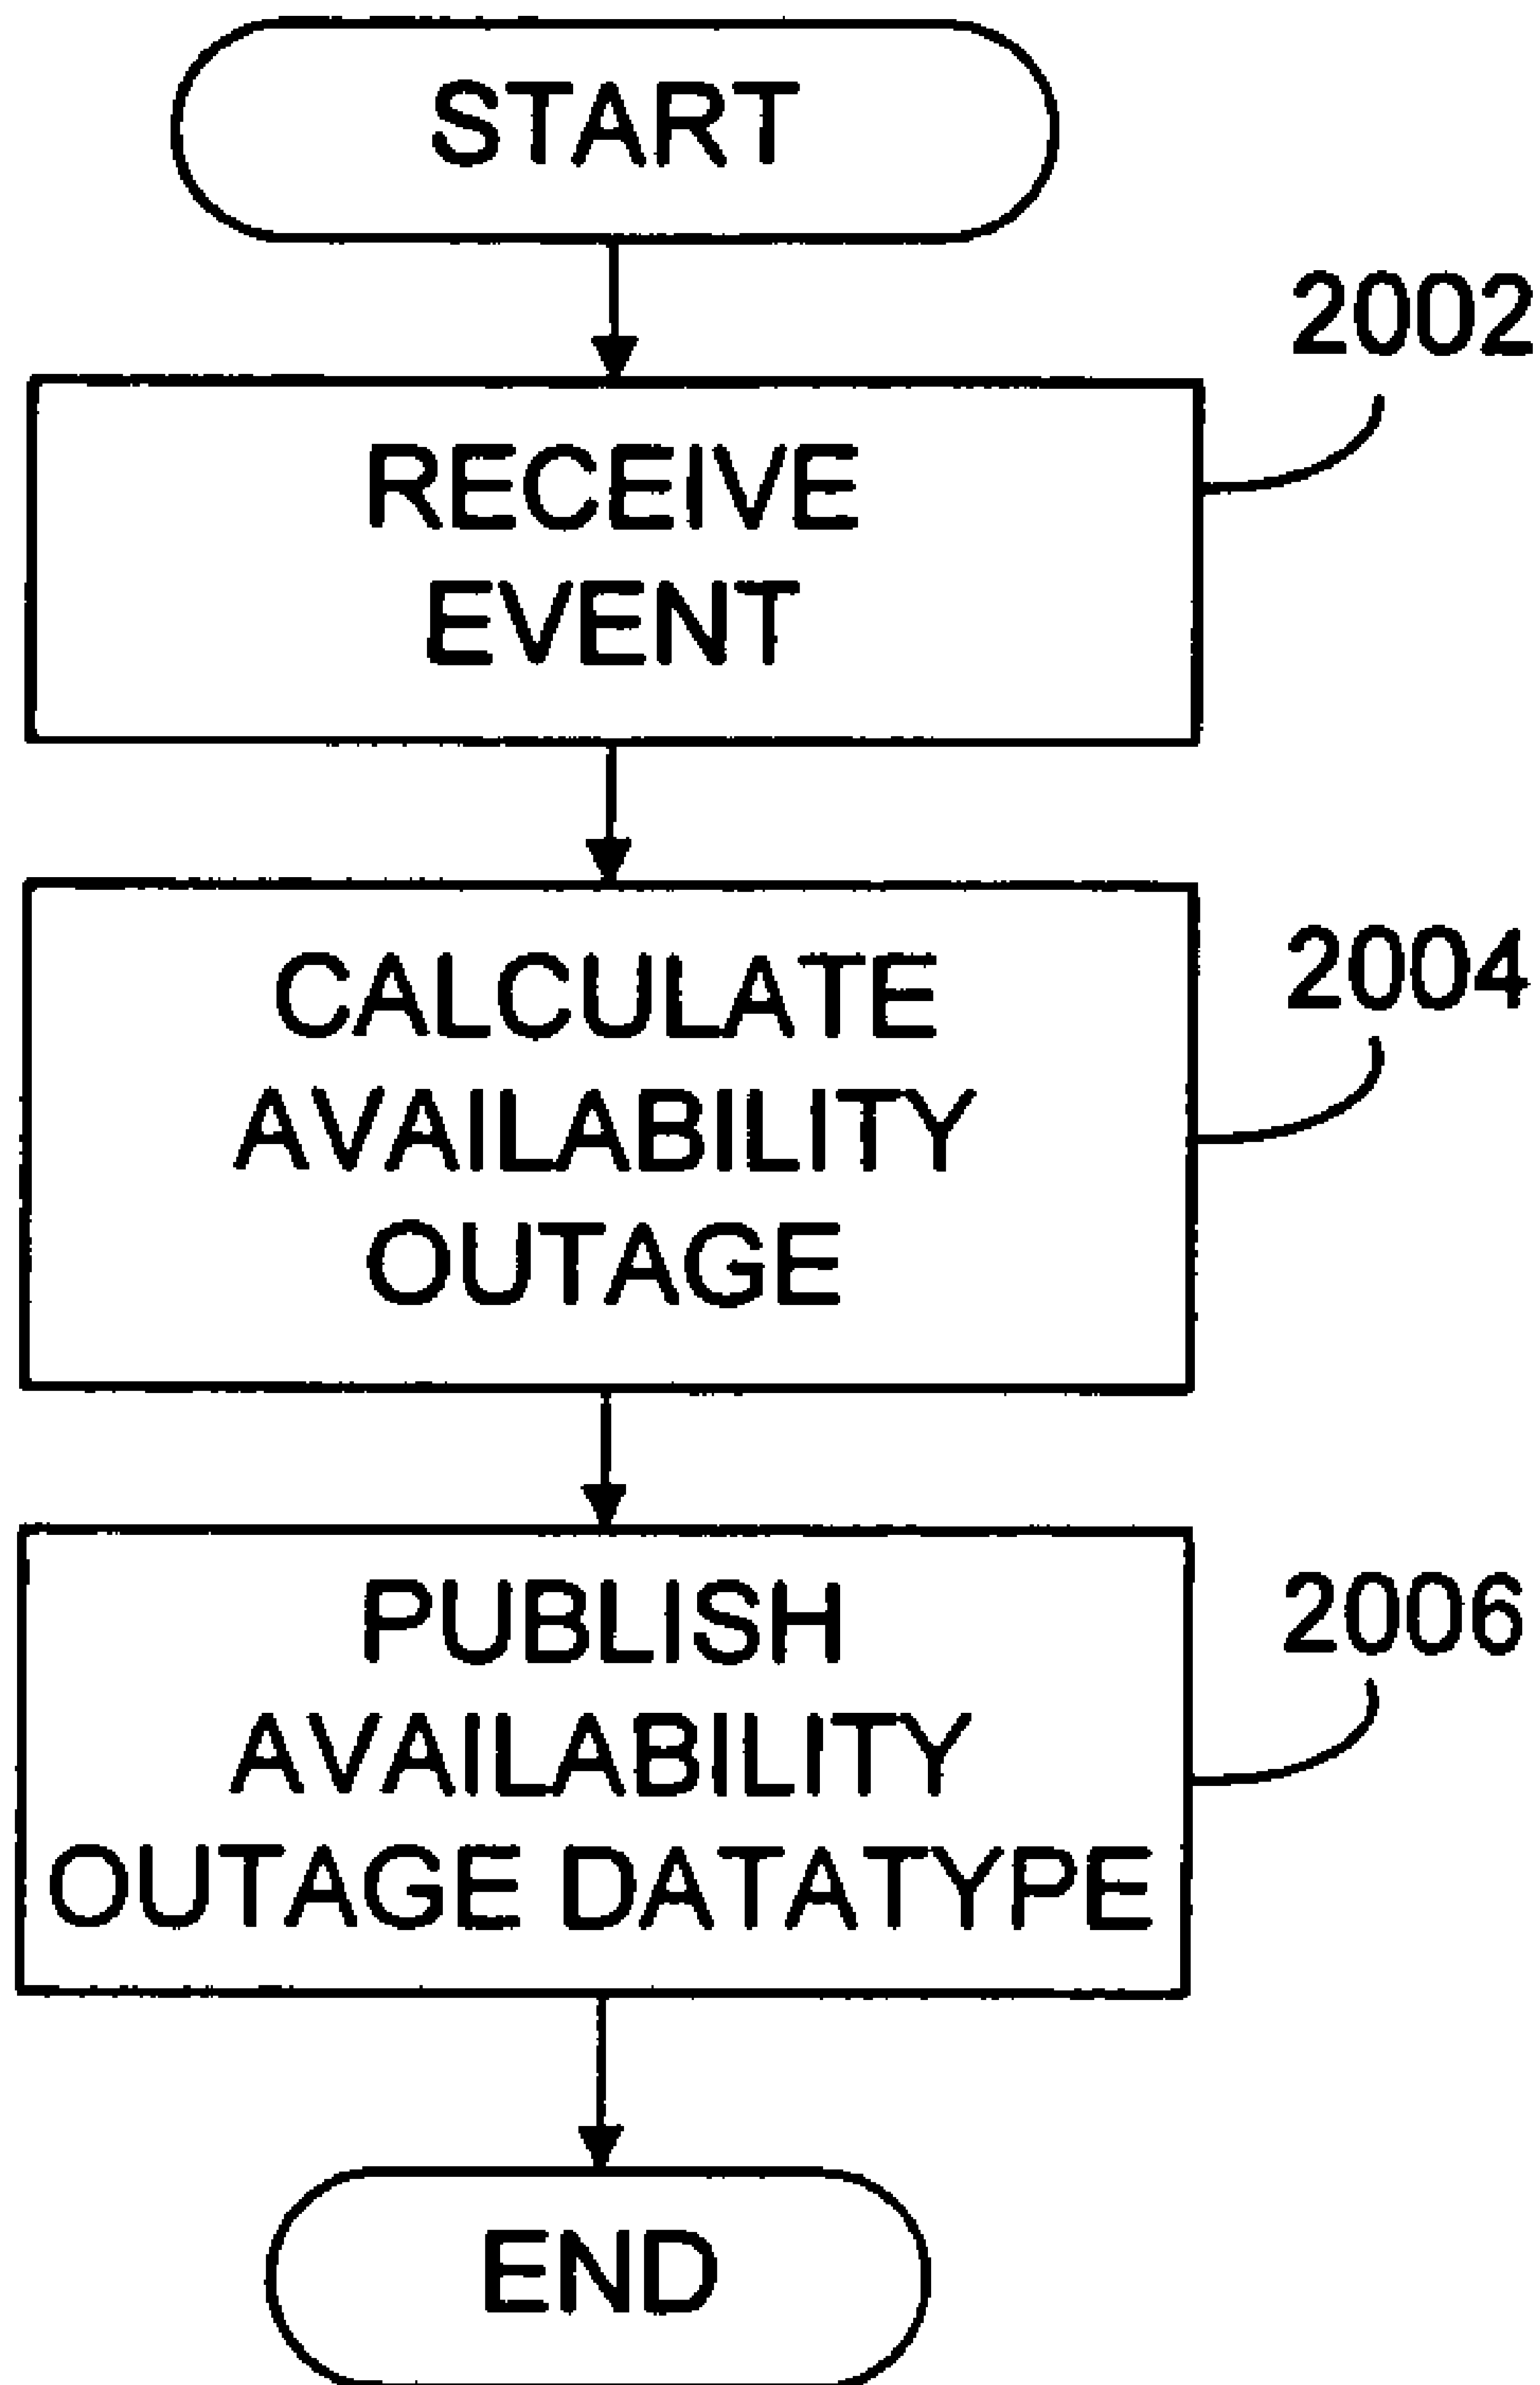 START
2002
RECEIVE
EVENT
2004
CALCULATE
AVAILABILITY
OUTAGE
2006
PUBLISH
AVAILABILITY
OUTAGE DATATYPE
END